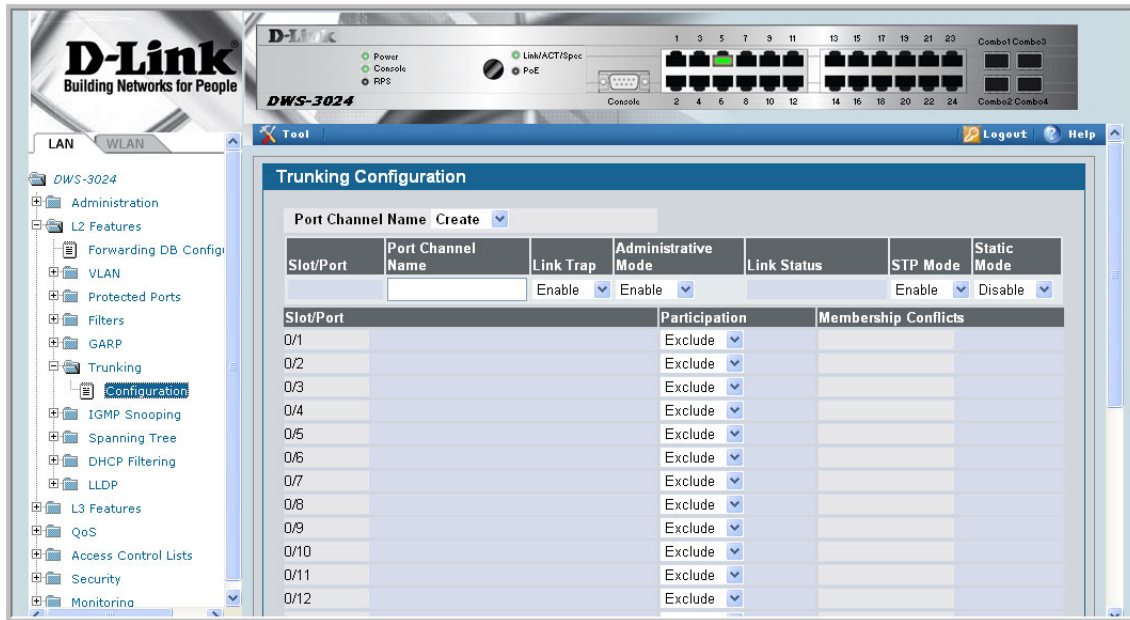 D-Link
Building Networks for People
D-Link
Power
Console
RPS
Link/ACT/Spee
PoE
DWS-3024
Console
1 3 5 7 9 11 13 15 17 19 21 23
2 4 6 8 10 12 14 16 18 20 22 24
Combo1 Combo3
Combo2 Combo4
LAN WLAN
Tool
Logout Help
DWS-3024
Administration
L2 Features
Forwarding DB Configu
VLAN
Protected Ports
Filters
GARP
Trunking
Configuration
IGMP Snooping
Spanning Tree
DHCP Filtering
LLDP
L3 Features
QoS
Access Control Lists
Security
Monitoring
Trunking Configuration
Port Channel Name Create
Slot/Port Port Channel Name Link Trap Administrative Mode Link Status STP Mode Static Mode
Enable Enable Enable Disable
Slot/Port Participation Membership Conflicts
0/1 Exclude
0/2 Exclude
0/3 Exclude
0/4 Exclude
0/5 Exclude
0/6 Exclude
0/7 Exclude
0/8 Exclude
0/9 Exclude
0/10 Exclude
0/11 Exclude
0/12 Exclude